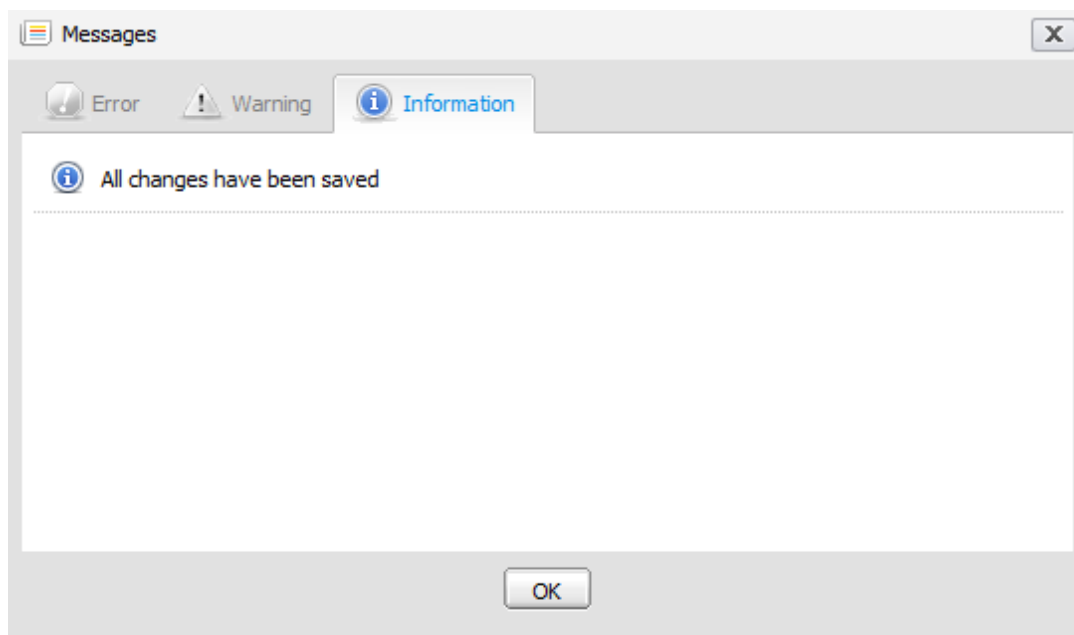 Messages
X
Error Warning Information
All changes have been saved
OK